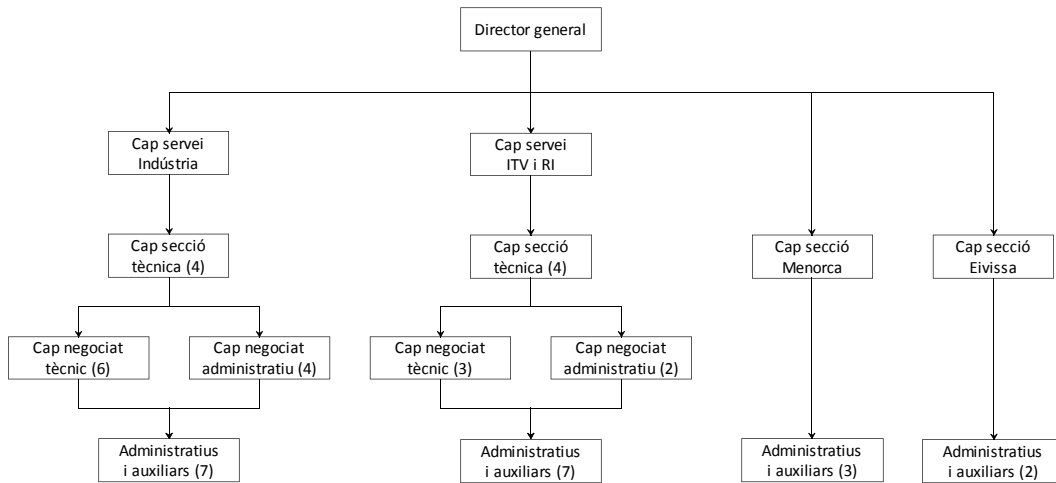 Director general
Cap servei
Indústria
Cap servei
ITV i RI
Cap secció
tècnica (4)
Cap secció
tècnica (4)
Cap secció
Menorca
Cap secció
Eivissa
Cap negociat
tècnic (6)
Cap negociat
administratiu (4)
Cap negociat
tècnic (3)
Cap negociat
administratiu (2)
Administratius
i auxiliars (7)
Administratius
i auxiliars (7)
Administratius
i auxiliars (3)
Administratius
i auxiliars (2)